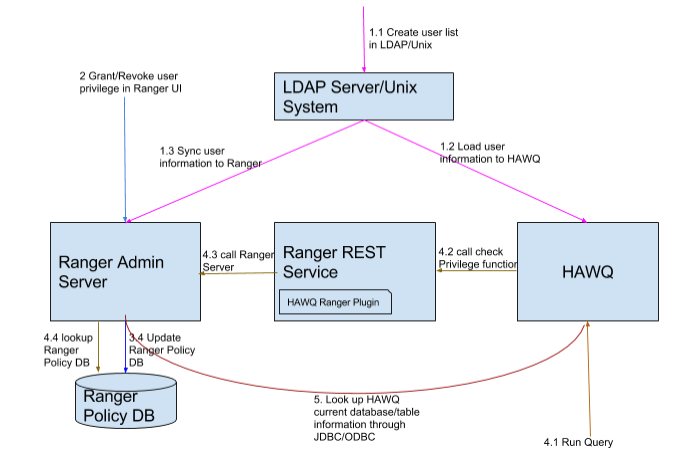 1.1 Create user list
in LDAP/Unix
2 Grant/Revoke user
privilege in Ranger UI
LDAP Server/Unix
System
1.3 Sync user
information to Ranger
1.2 Load user
information to HAWQ
Ranger Admin
Server
4.3 call Ranger
Server
Ranger REST
Service
HAWQ Ranger Plugin
4.2 call check
Privilege function
HAWQ
4.4 lookup
Ranger
Policy DB
3.4 Update
Ranger Policy
DB
Ranger
Policy DB
5. Look up HAWQ
current database/table
information through
JDBC/ODBC
4.1 Run Query